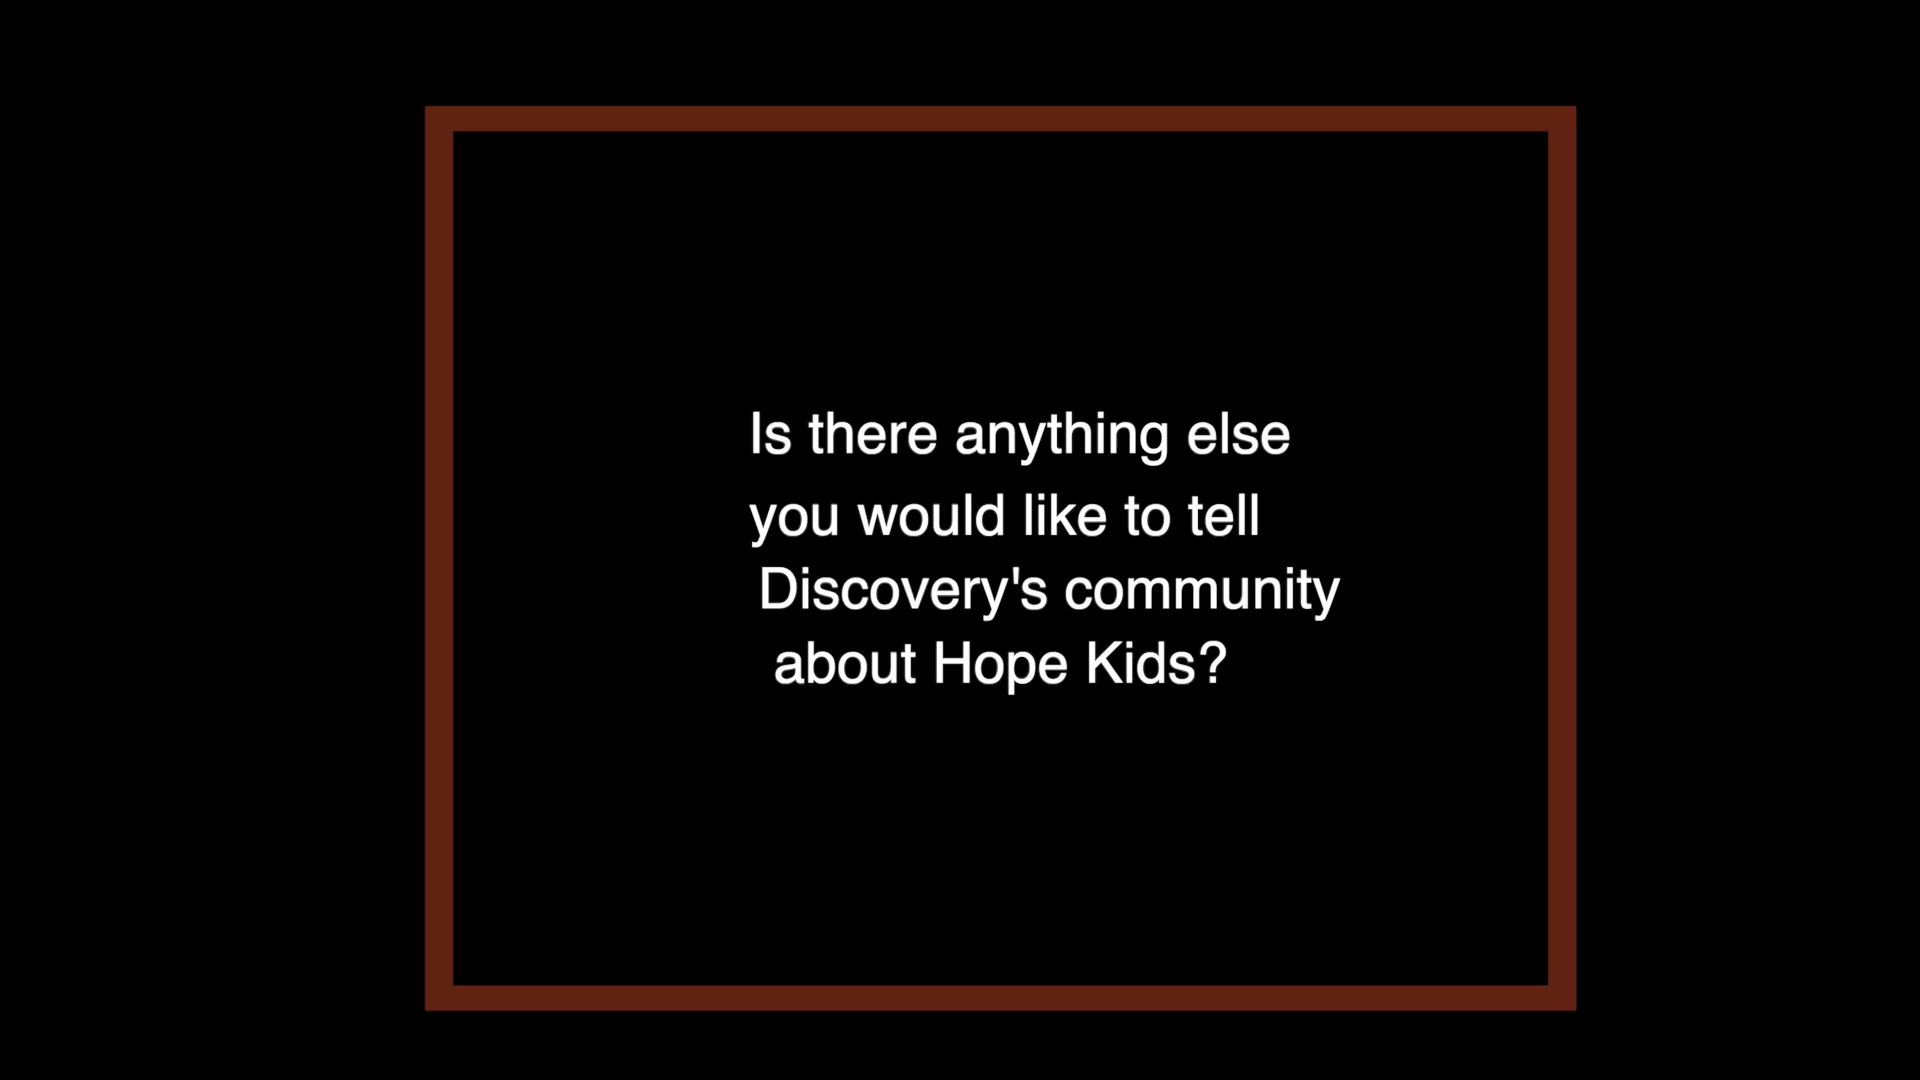 Is there anything else
you would like to tell
Discovery's community
about Hope Kids?